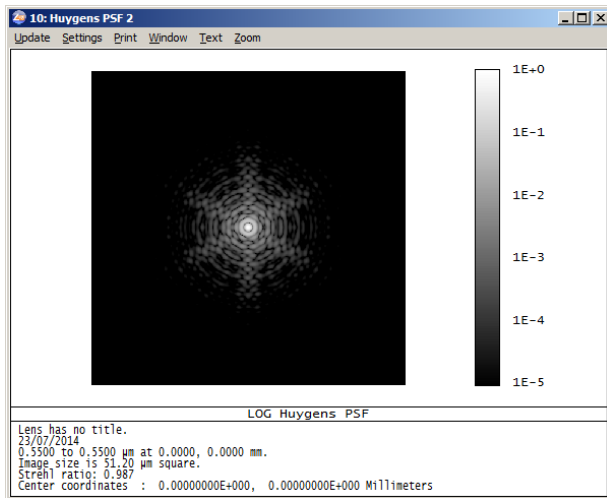 10: Huygens PSF 2
Update Settings Print Window Text Zoom
1E+0
1E-1
1E-2
1E-3
1E-4
1E-5
LOG Huygens PSF
Lens has no title.
23/07/2014
0.5500 to 0.5500 µm at 0.0000, 0.0000 mm.
Image size is 51.20 µm square.
Strehl ratio: 0.987
Center coordinates  :  0.00000000E+000,  0.00000000E+000 Millimeters